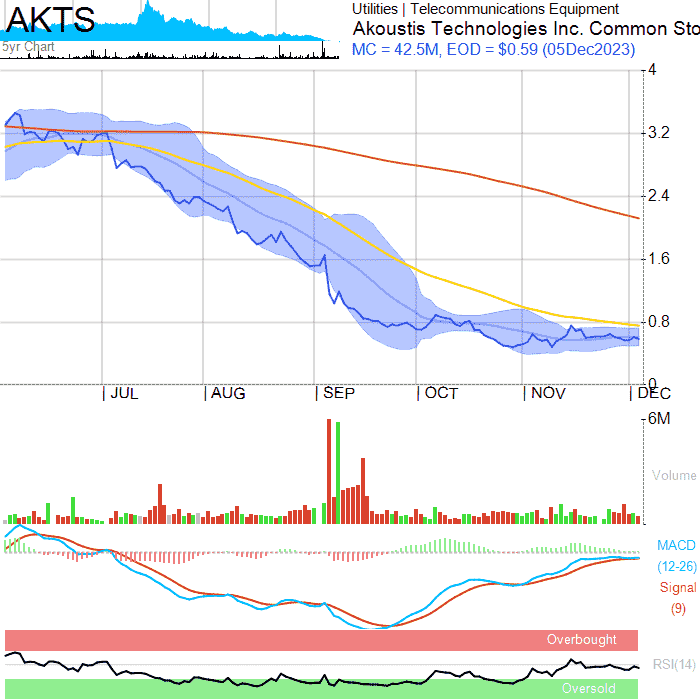 AKTS
5yr Chart
Utilities | Telecommunications Equipment
Akoustis Technologies Inc. Common Sto
MC = 42.5M, EOD = $0.59 (05Dec2023)
4
3.2
2.4
1.6
0.8
0
| JUL | AUG | SEP | OCT | NOV | DEC
6M
Volume
MACD
(12-26)
Signal
(9)
Overbought
RSI(14)
Oversold